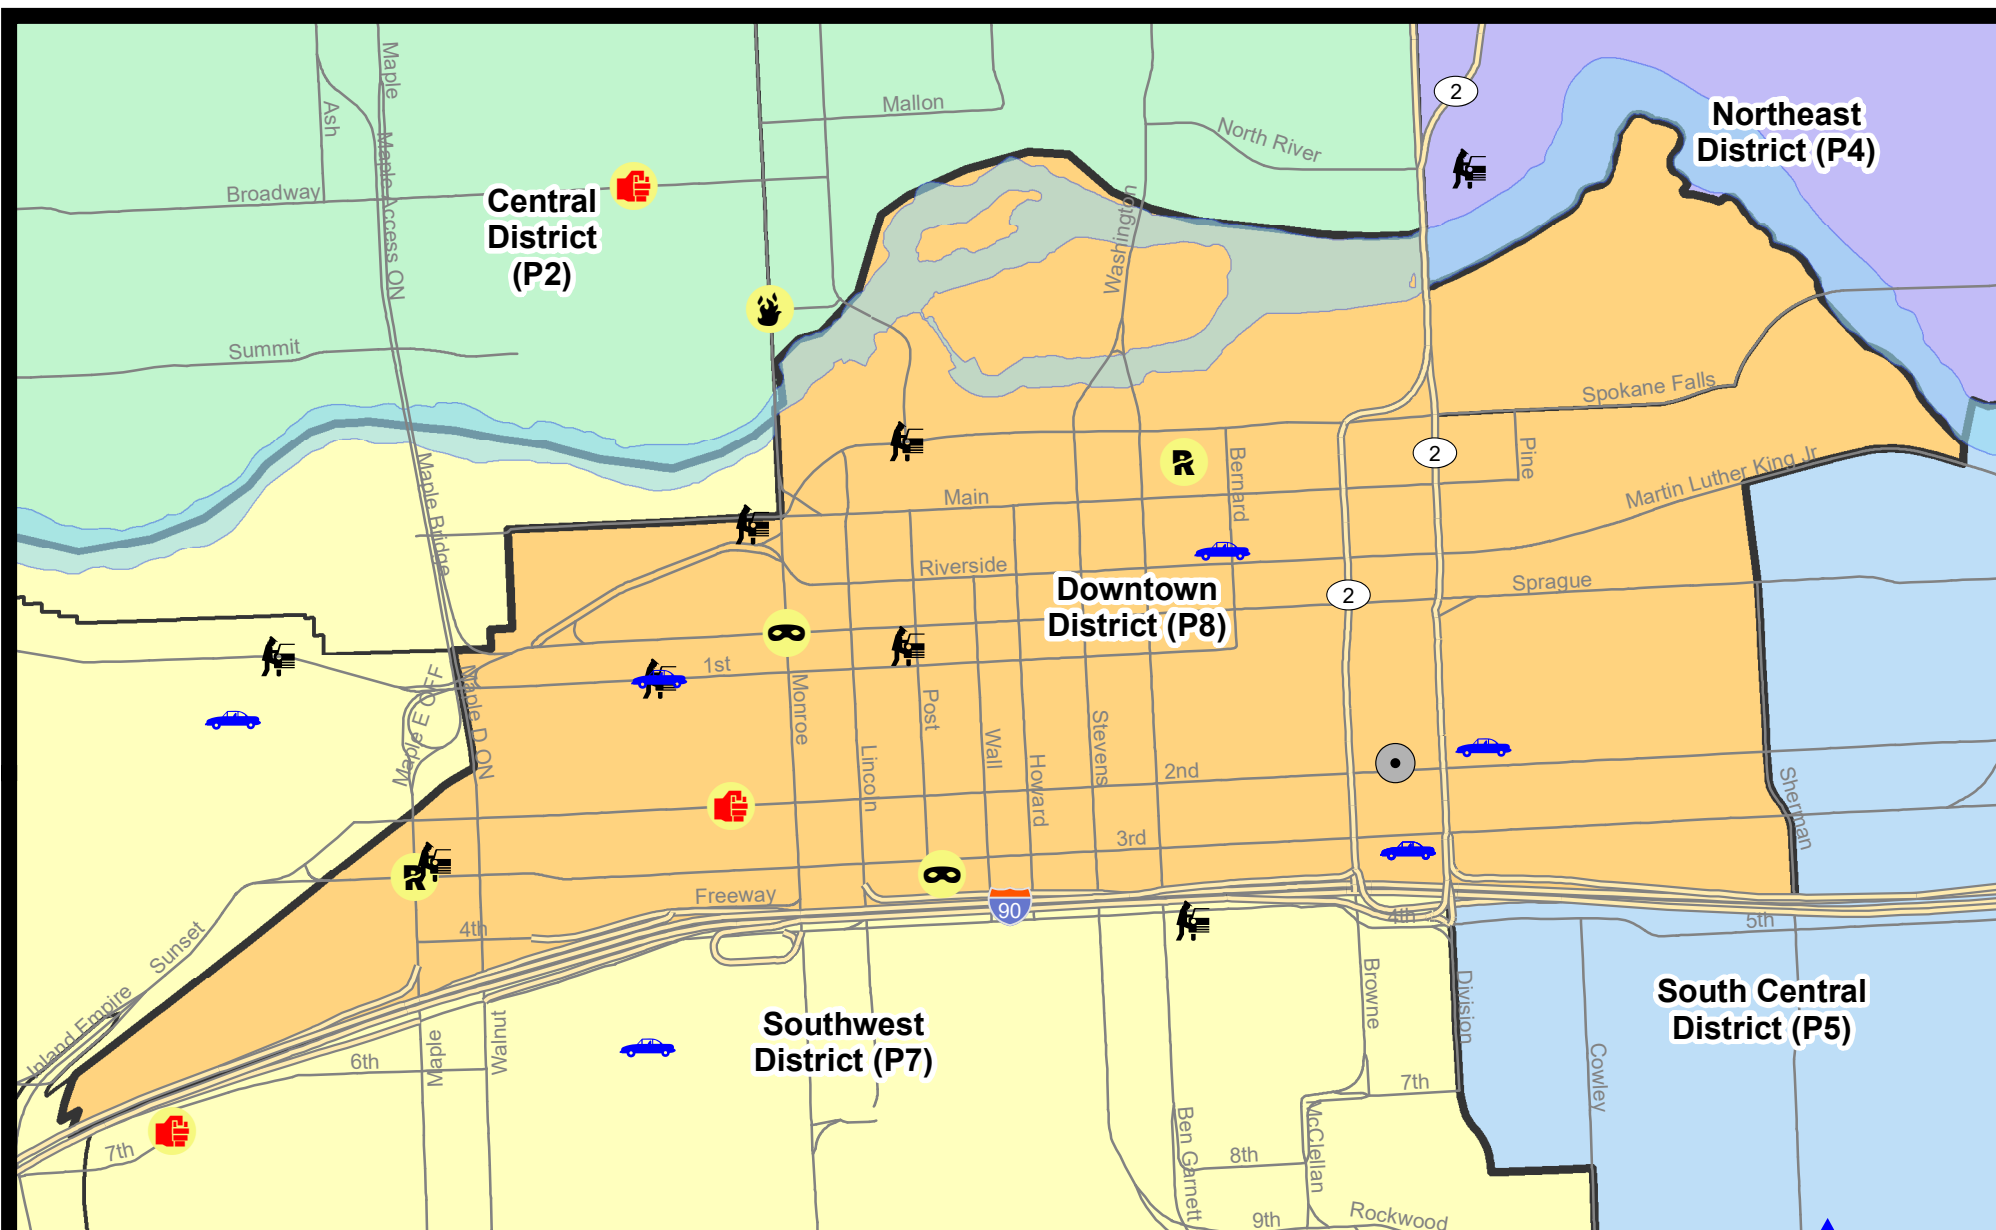 Maple
Ash
Mallon
2
Northeast
District (P4)
North River
Maple Access ON
Broadway
Central
District
(P2)
Washington
Summit
Spokane Falls
2
Pine
Bernard
Maple Bridge
Main
Martin Luther King Jr
Riverside
Downtown
District (P8)
2
Sprague
1st
Maple E OFF
Maple D ON
Monroe
Post
Lincoln
Wall
Howard
Stevens
2nd
Sherman
3rd
Freeway
90
4th
4th
5th
Sunset
Inland Empire
Browne
Division
South Central
District (P5)
Southwest
District (P7)
Maple
Walnut
6th
7th
Cowley
7th
Ben Garnett
McClellan
8th
9th
Rockwood
R
R